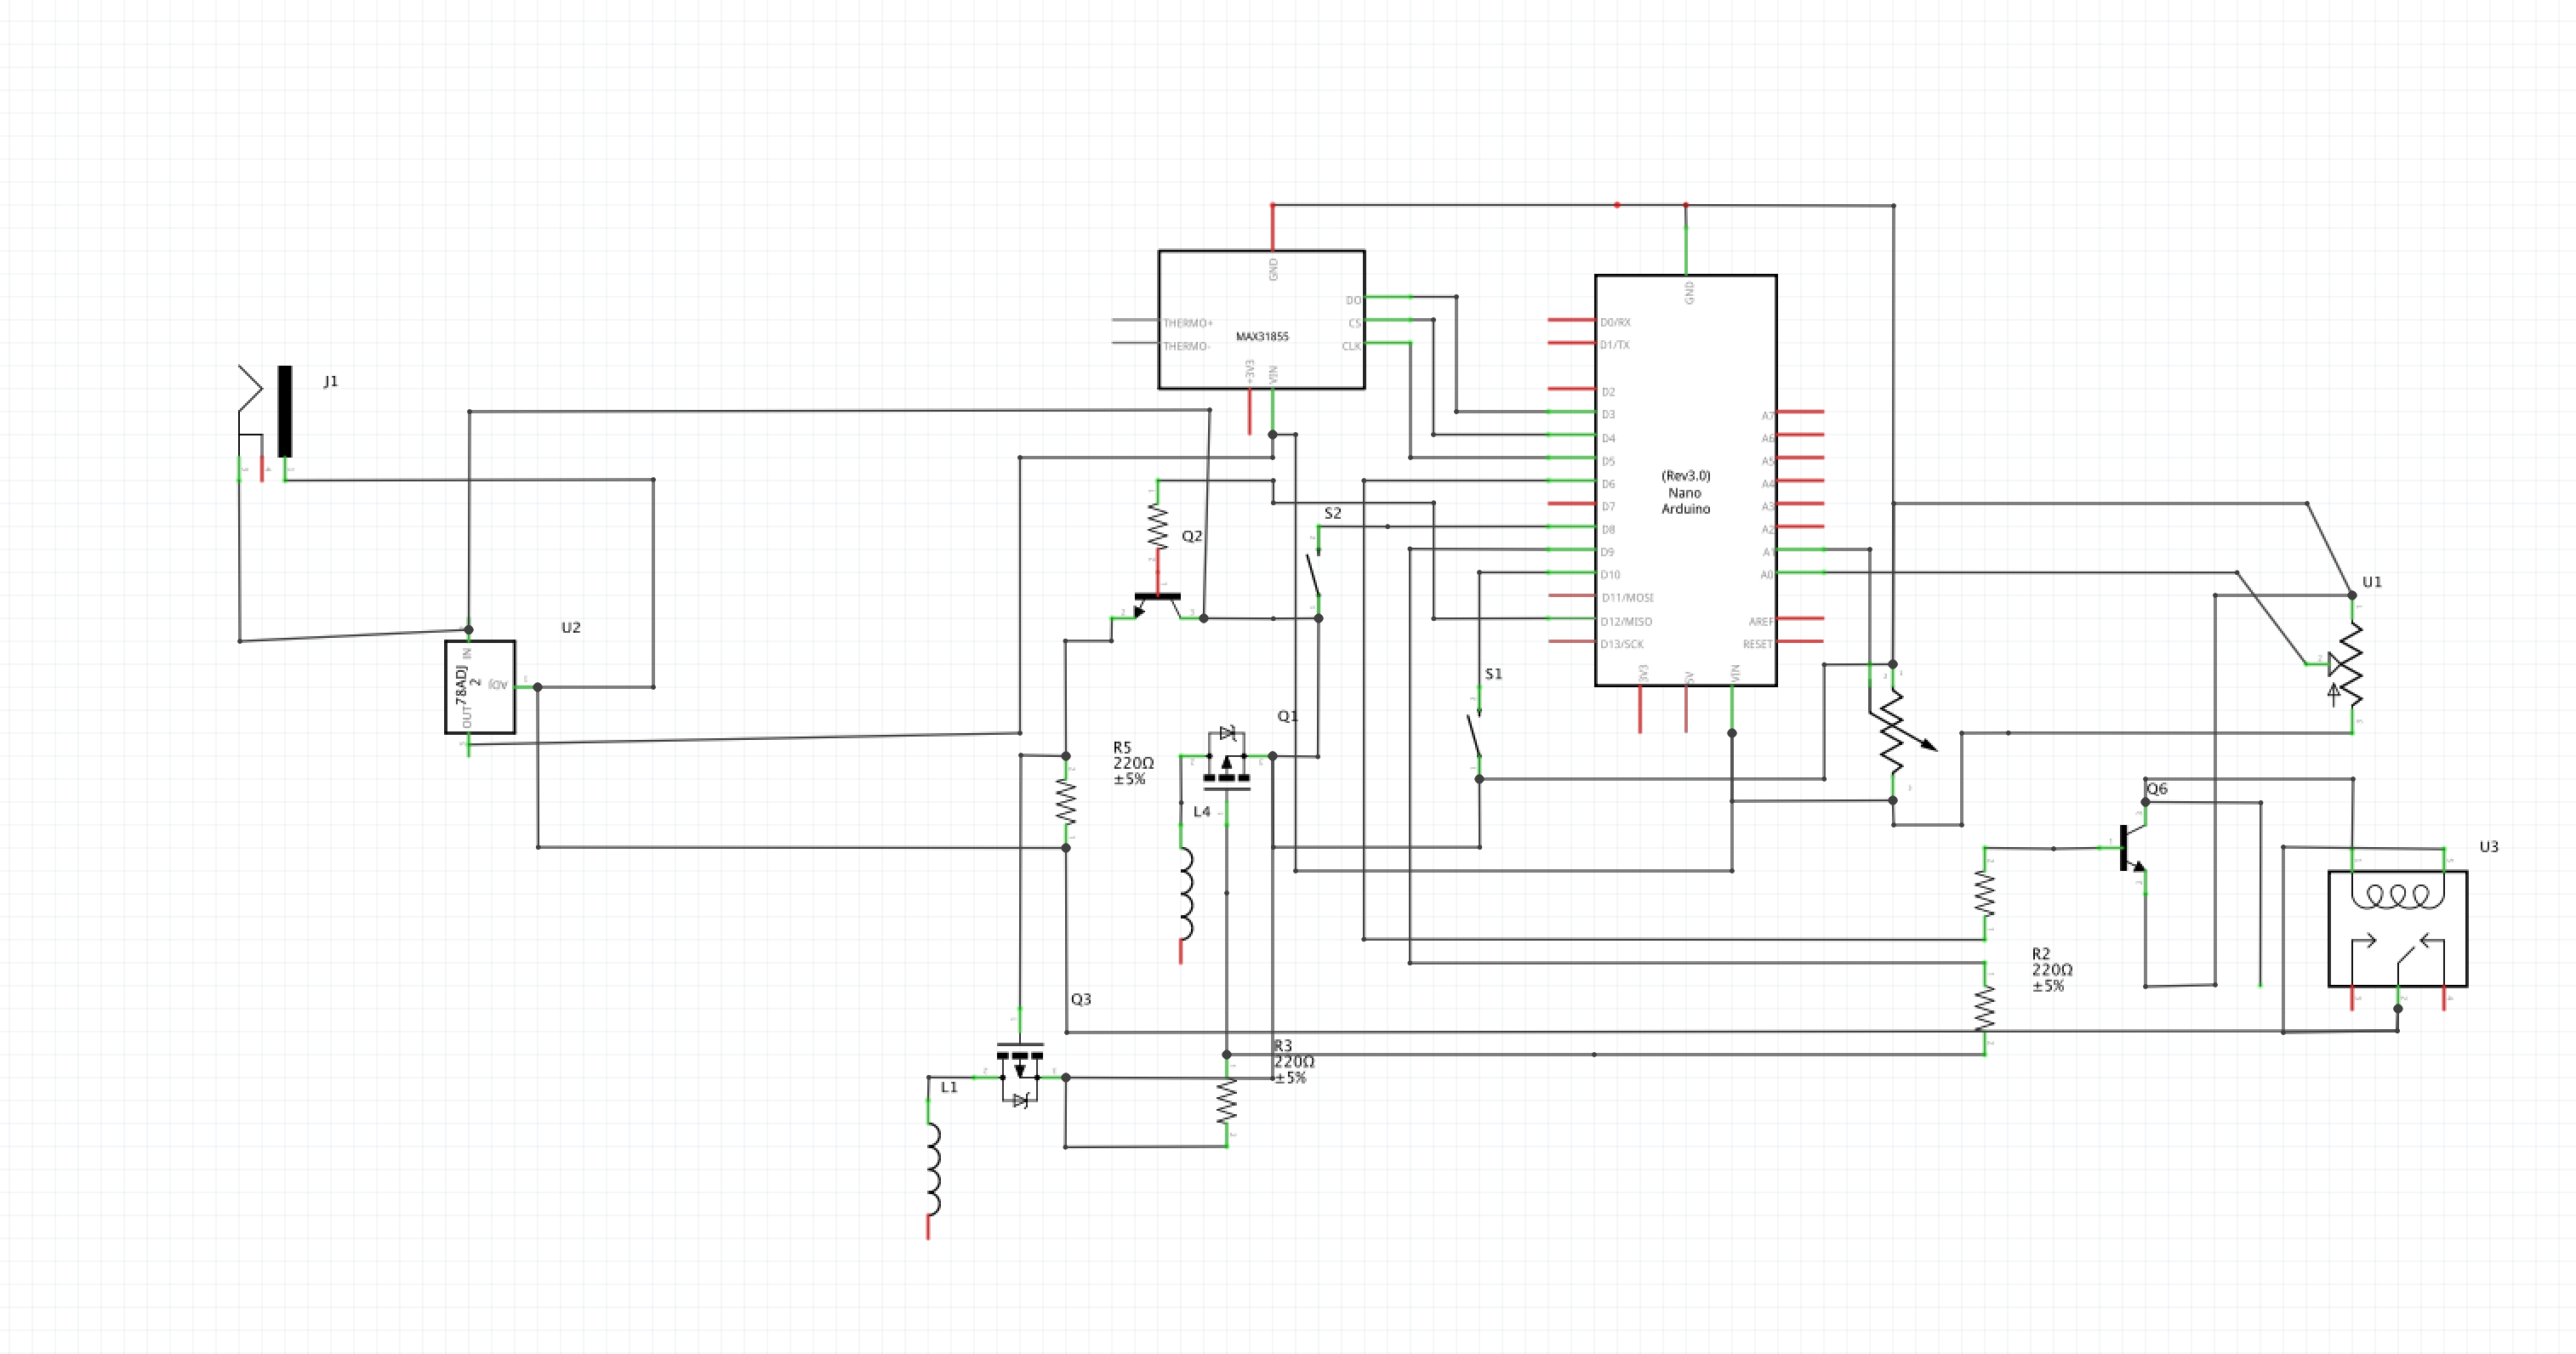 J1
U2
78ADJ
2
IN
ADJ
OUT
GND
MAX31855
THERMO+
THERMO-
DO
CS
CLK
+3V3
VIN
Q2
S2
GND
D0/RX
D1/TX
D2
D3
D4
D5
D6
D7
D8
D9
D10
D11/MOSI
D12/MISO
D13/SCK
(Rev3.0)
Nano
Arduino
A7
A6
A5
A4
A3
A2
A1
A0
AREF
RESET
3V3
5V
VIN
U1
S1
Q1
R5
220Ω
±5%
L4
Q6
U3
R2
220Ω
±5%
Q3
R3
220Ω
±5%
L1